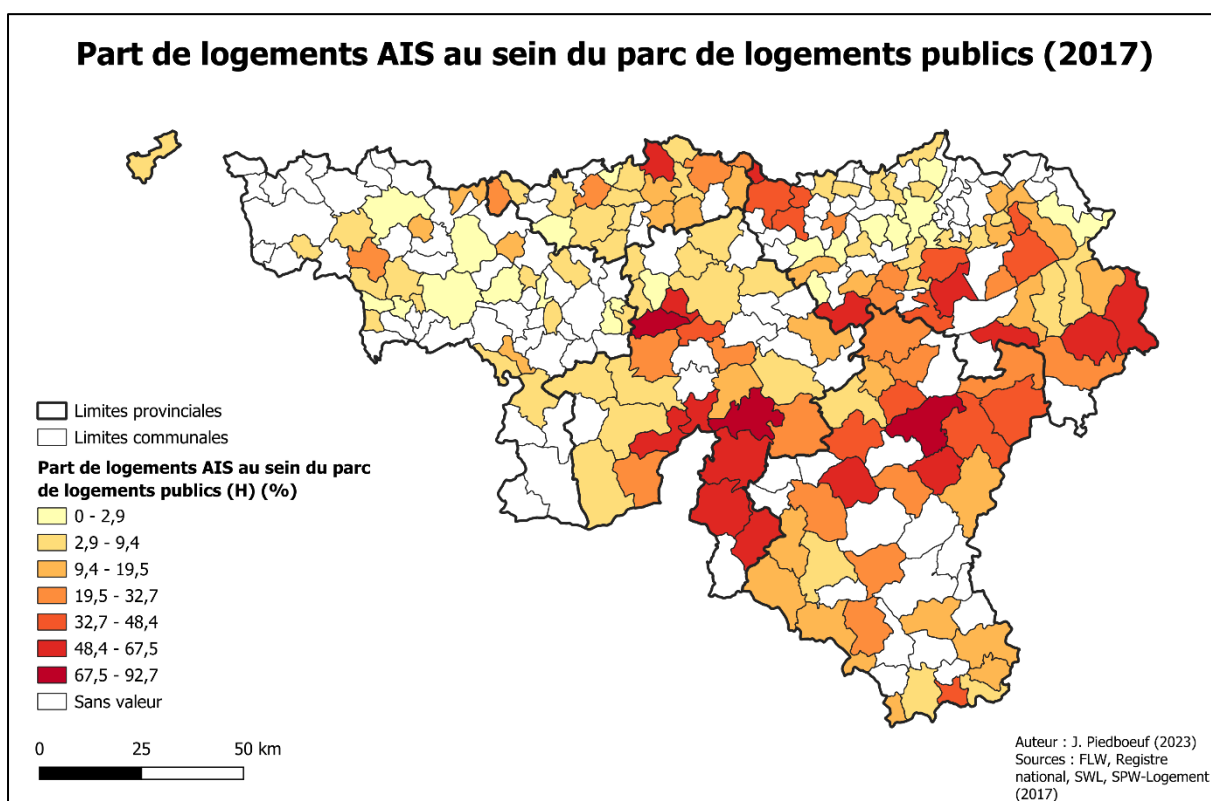 Part de logements AIS au sein du parc de logements publics (2017)
Limites provinciales
Limites communales
Part de logements AIS au sein du parc
de logements publics (H) (%)
0 - 2,9
2,9 - 9,4
9,4 - 19,5
19,5 - 32,7
32,7 - 48,4
48,4 - 67,5
67,5 - 92,7
Sans valeur
0 25 50 km
Auteur : J. Piedboeuf (2023)
Sources : FLW, Registre
national, SWL, SPW-Logement
(2017)